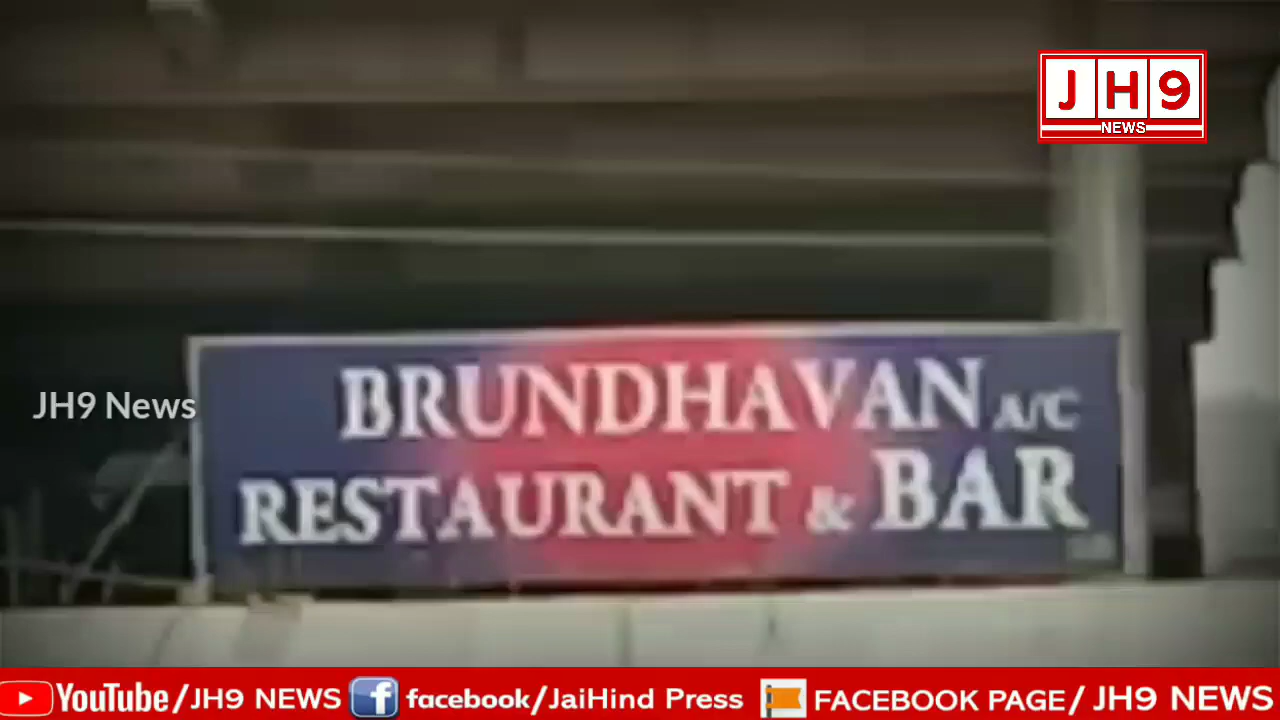 JH9
NEWS
BRUNDHAVAN A/C
RESTAURANT & BAR
JH9 News
YouTube/JH9 NEWS facebook/JaiHind Press FACEBOOK PAGE/ JH9 NEWS